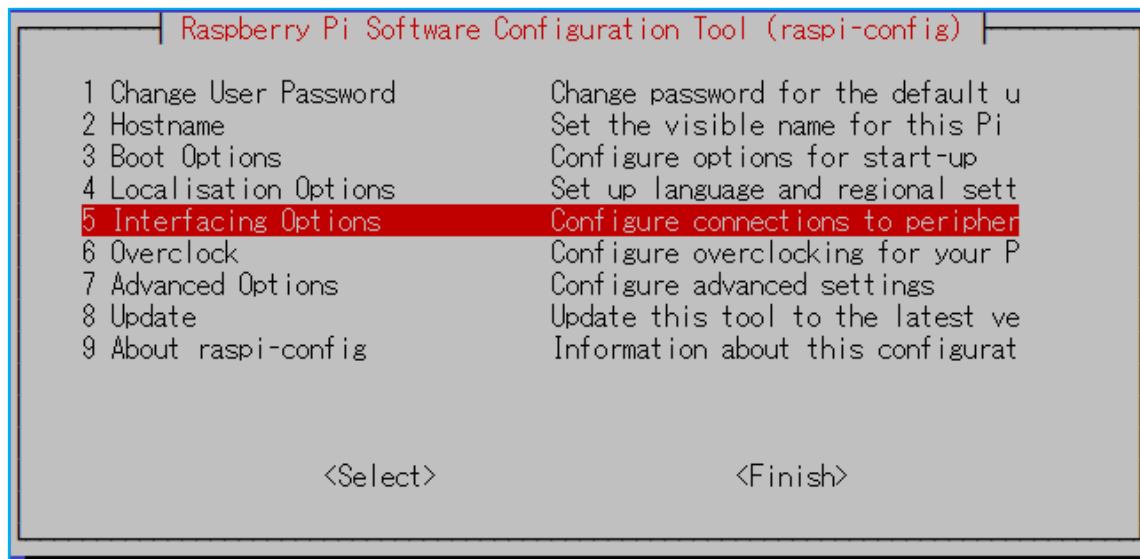 Raspberry Pi Software Configuration Tool (raspi-config)
1 Change User Password Change password for the default u
2 Hostname Set the visible name for this Pi
3 Boot Options Configure options for start-up
4 Localisation Options Set up language and regional sett
5 Interfacing Options Configure connections to peripher
6 Overclock Configure overclocking for your P
7 Advanced Options Configure advanced settings
8 Update Update this tool to the latest ve
9 About raspi-config Information about this configurat
<Select> <Finish>